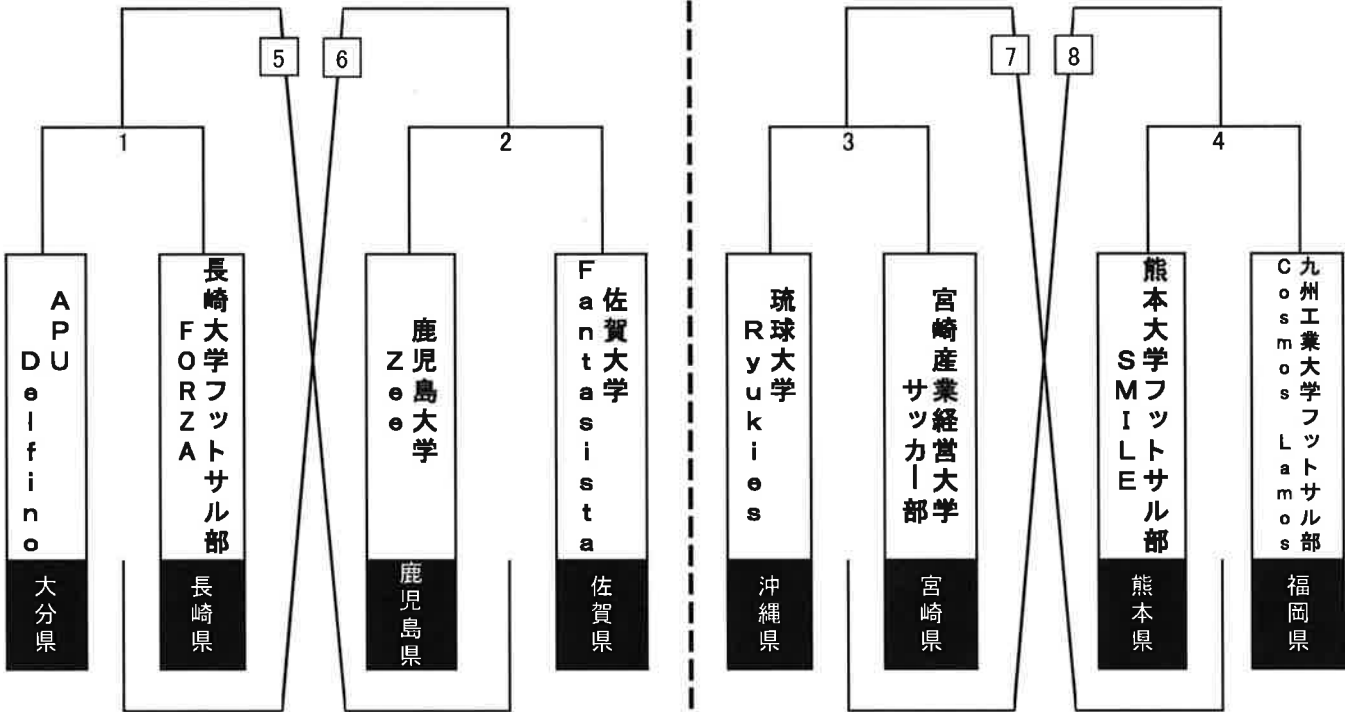 5
6
7
8
1
2
3
4
APU
Delfino
大分県
長崎大学フットサル部
FORZA
長崎県
鹿児島大学
Zee
鹿児島県
佐賀大学
Fantasista
佐賀県
琉球大学
Ryukies
沖縄県
宮崎産業経営大学
サッカー部
宮崎県
熊本大学フットサル部
SMILE
熊本県
九州工業大学フットサル部
Cosmos Lamos
福岡県